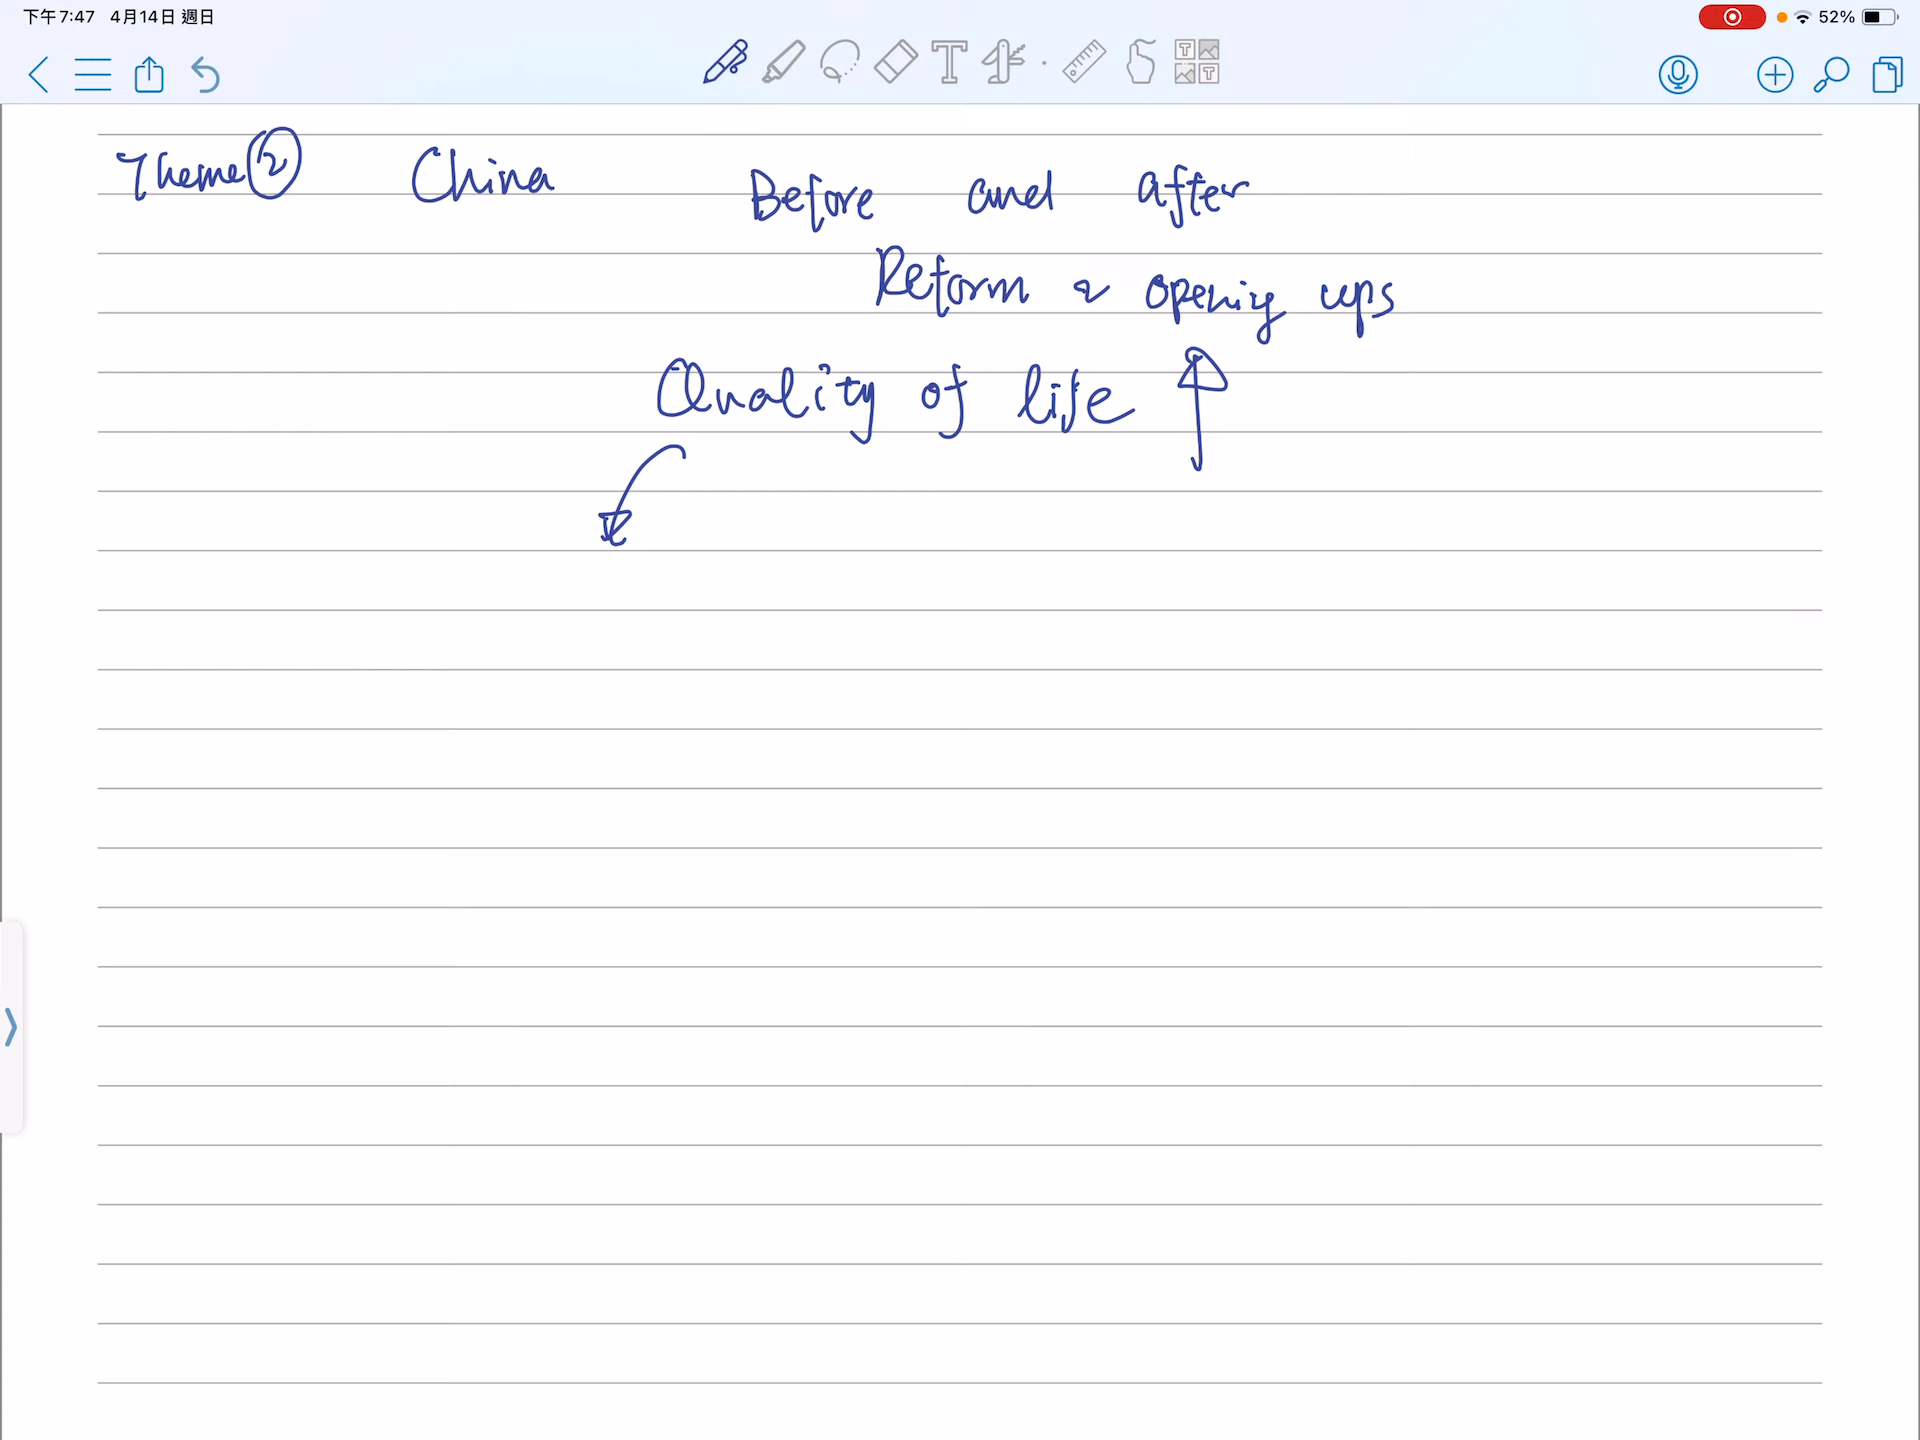 下午7:47 4月14日 週日 52%
Theme② China Before and after
Reform & opening ups
Quality of life ↑